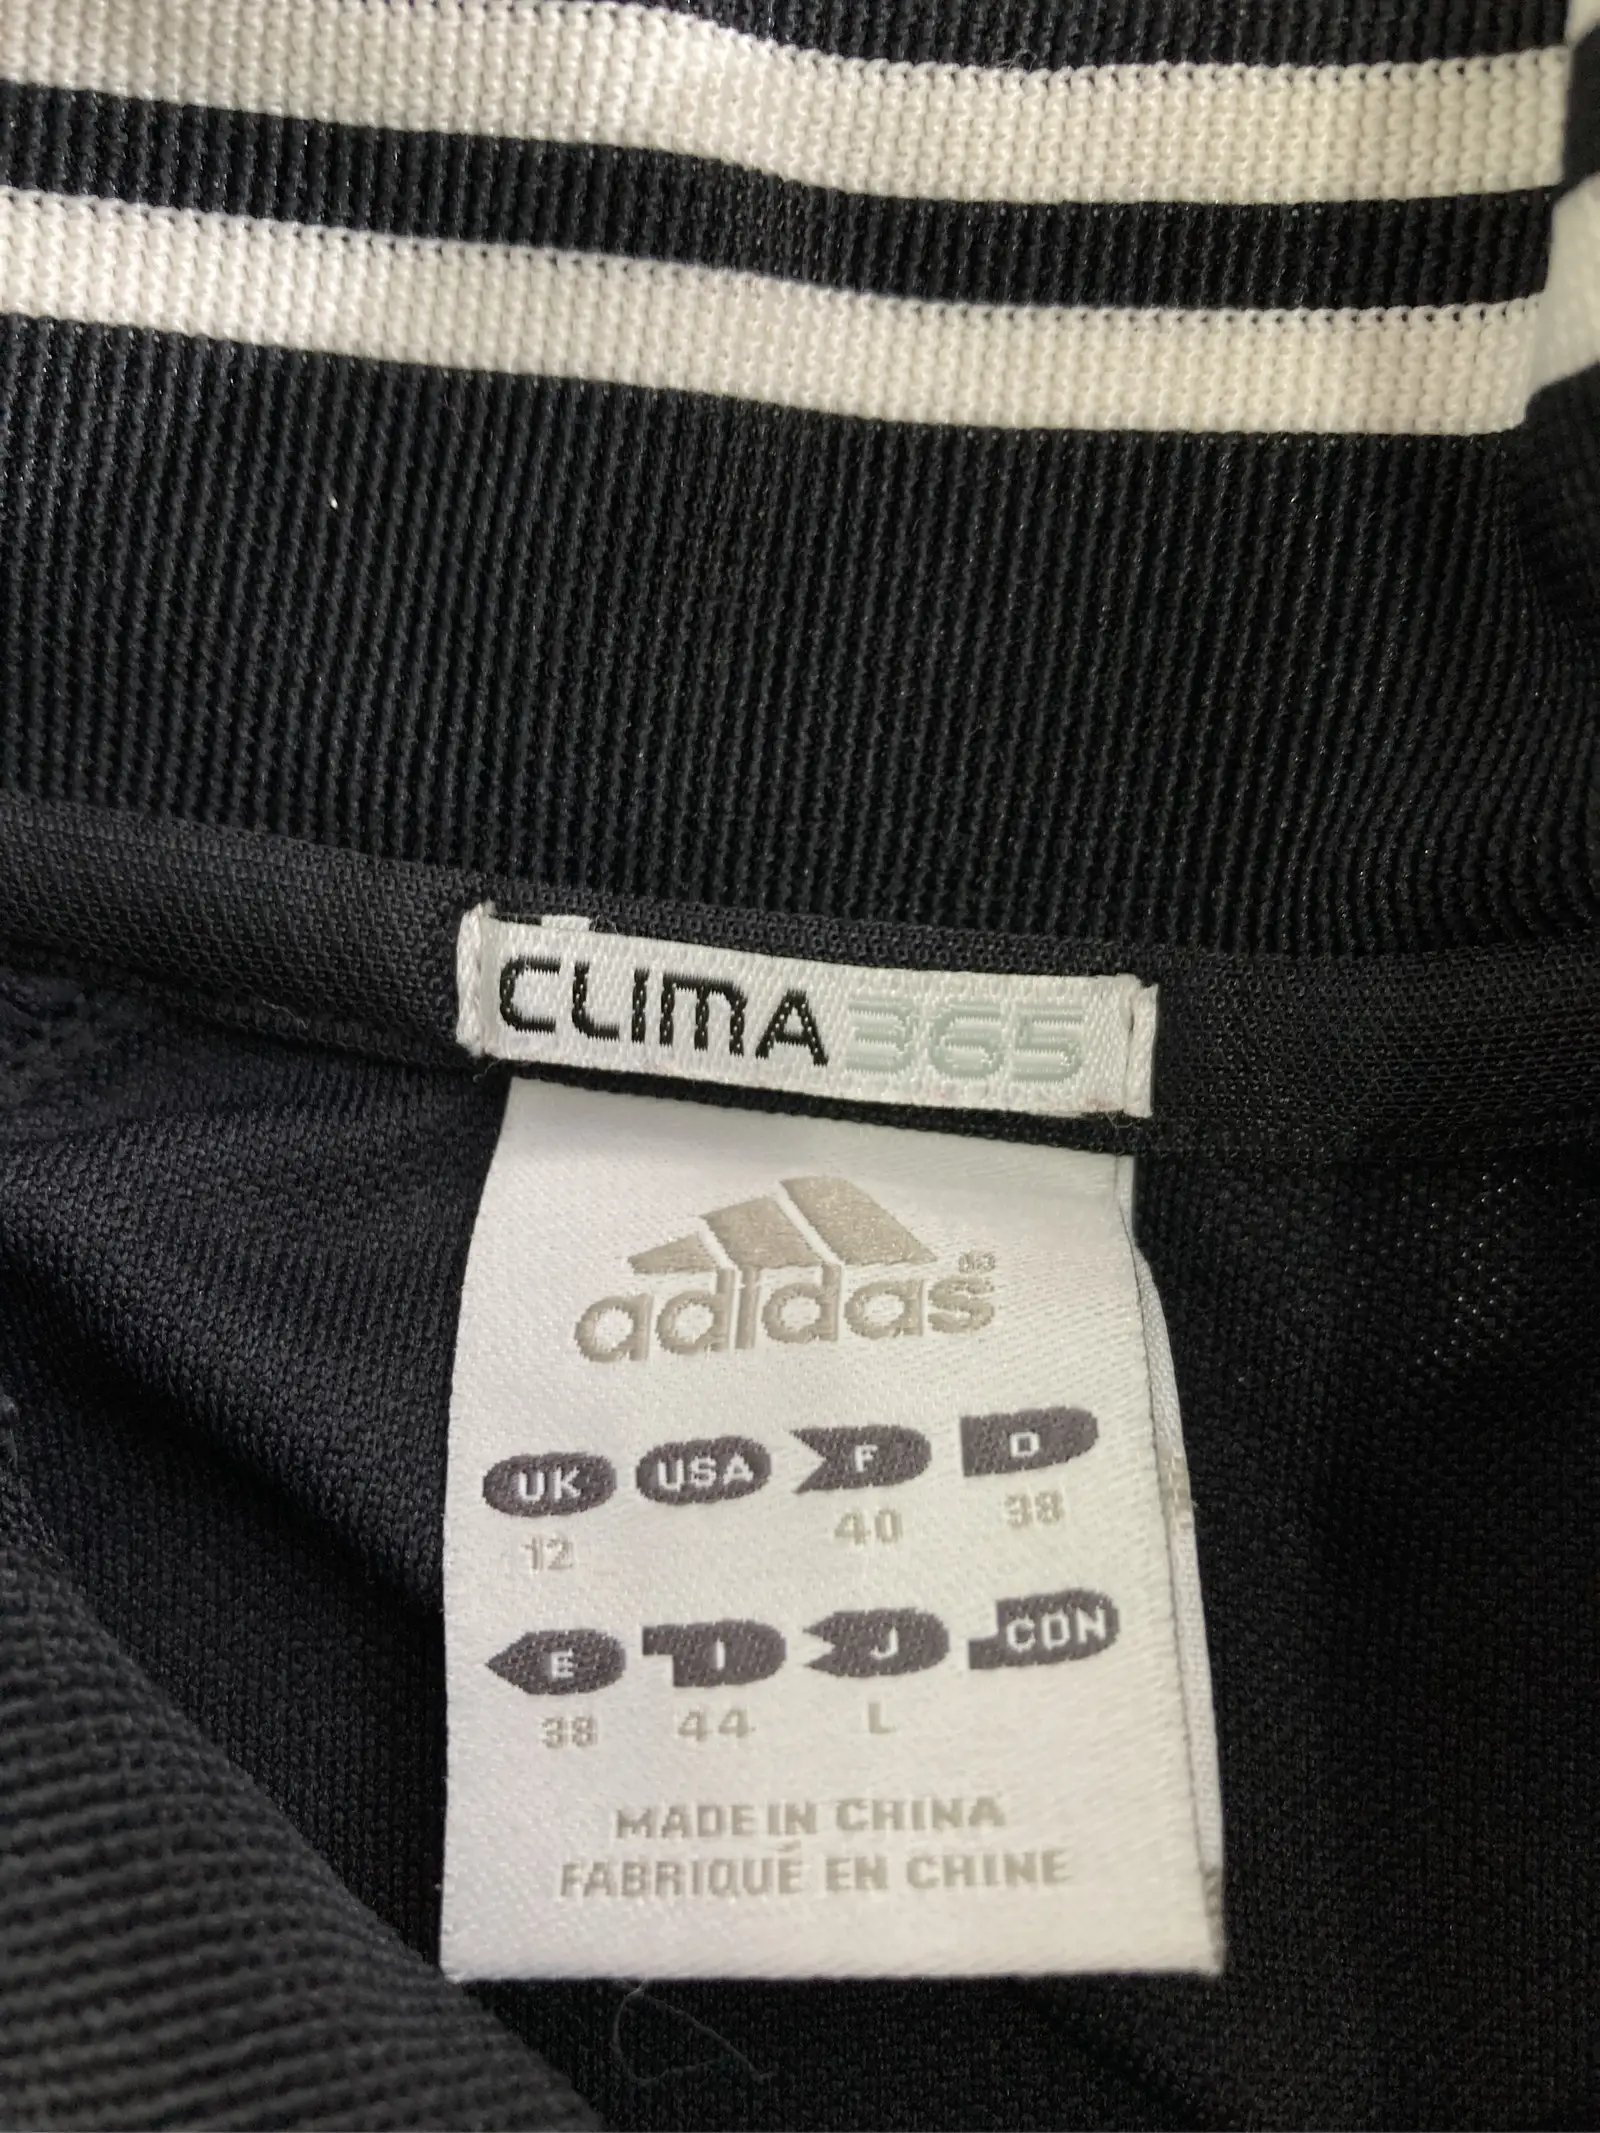 CLIMA 365
adidas
UK USA F D
12 40 38
E I J CDN
38 44 L
MADE IN CHINA
FABRIQUÉ EN CHINE